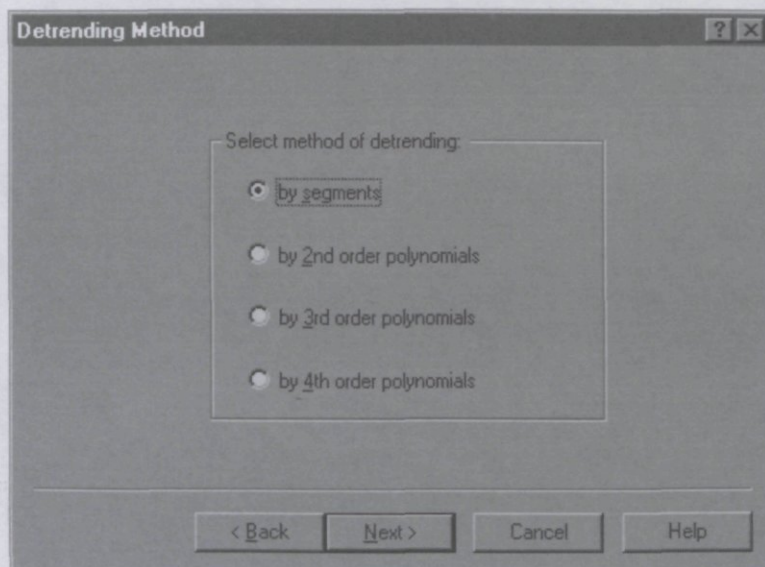 Detrending Method
Select method of detrending:
by segments
by 2nd order polynomials
by 3rd order polynomials
by 4th order polynomials
< Back
Next >
Cancel
Help